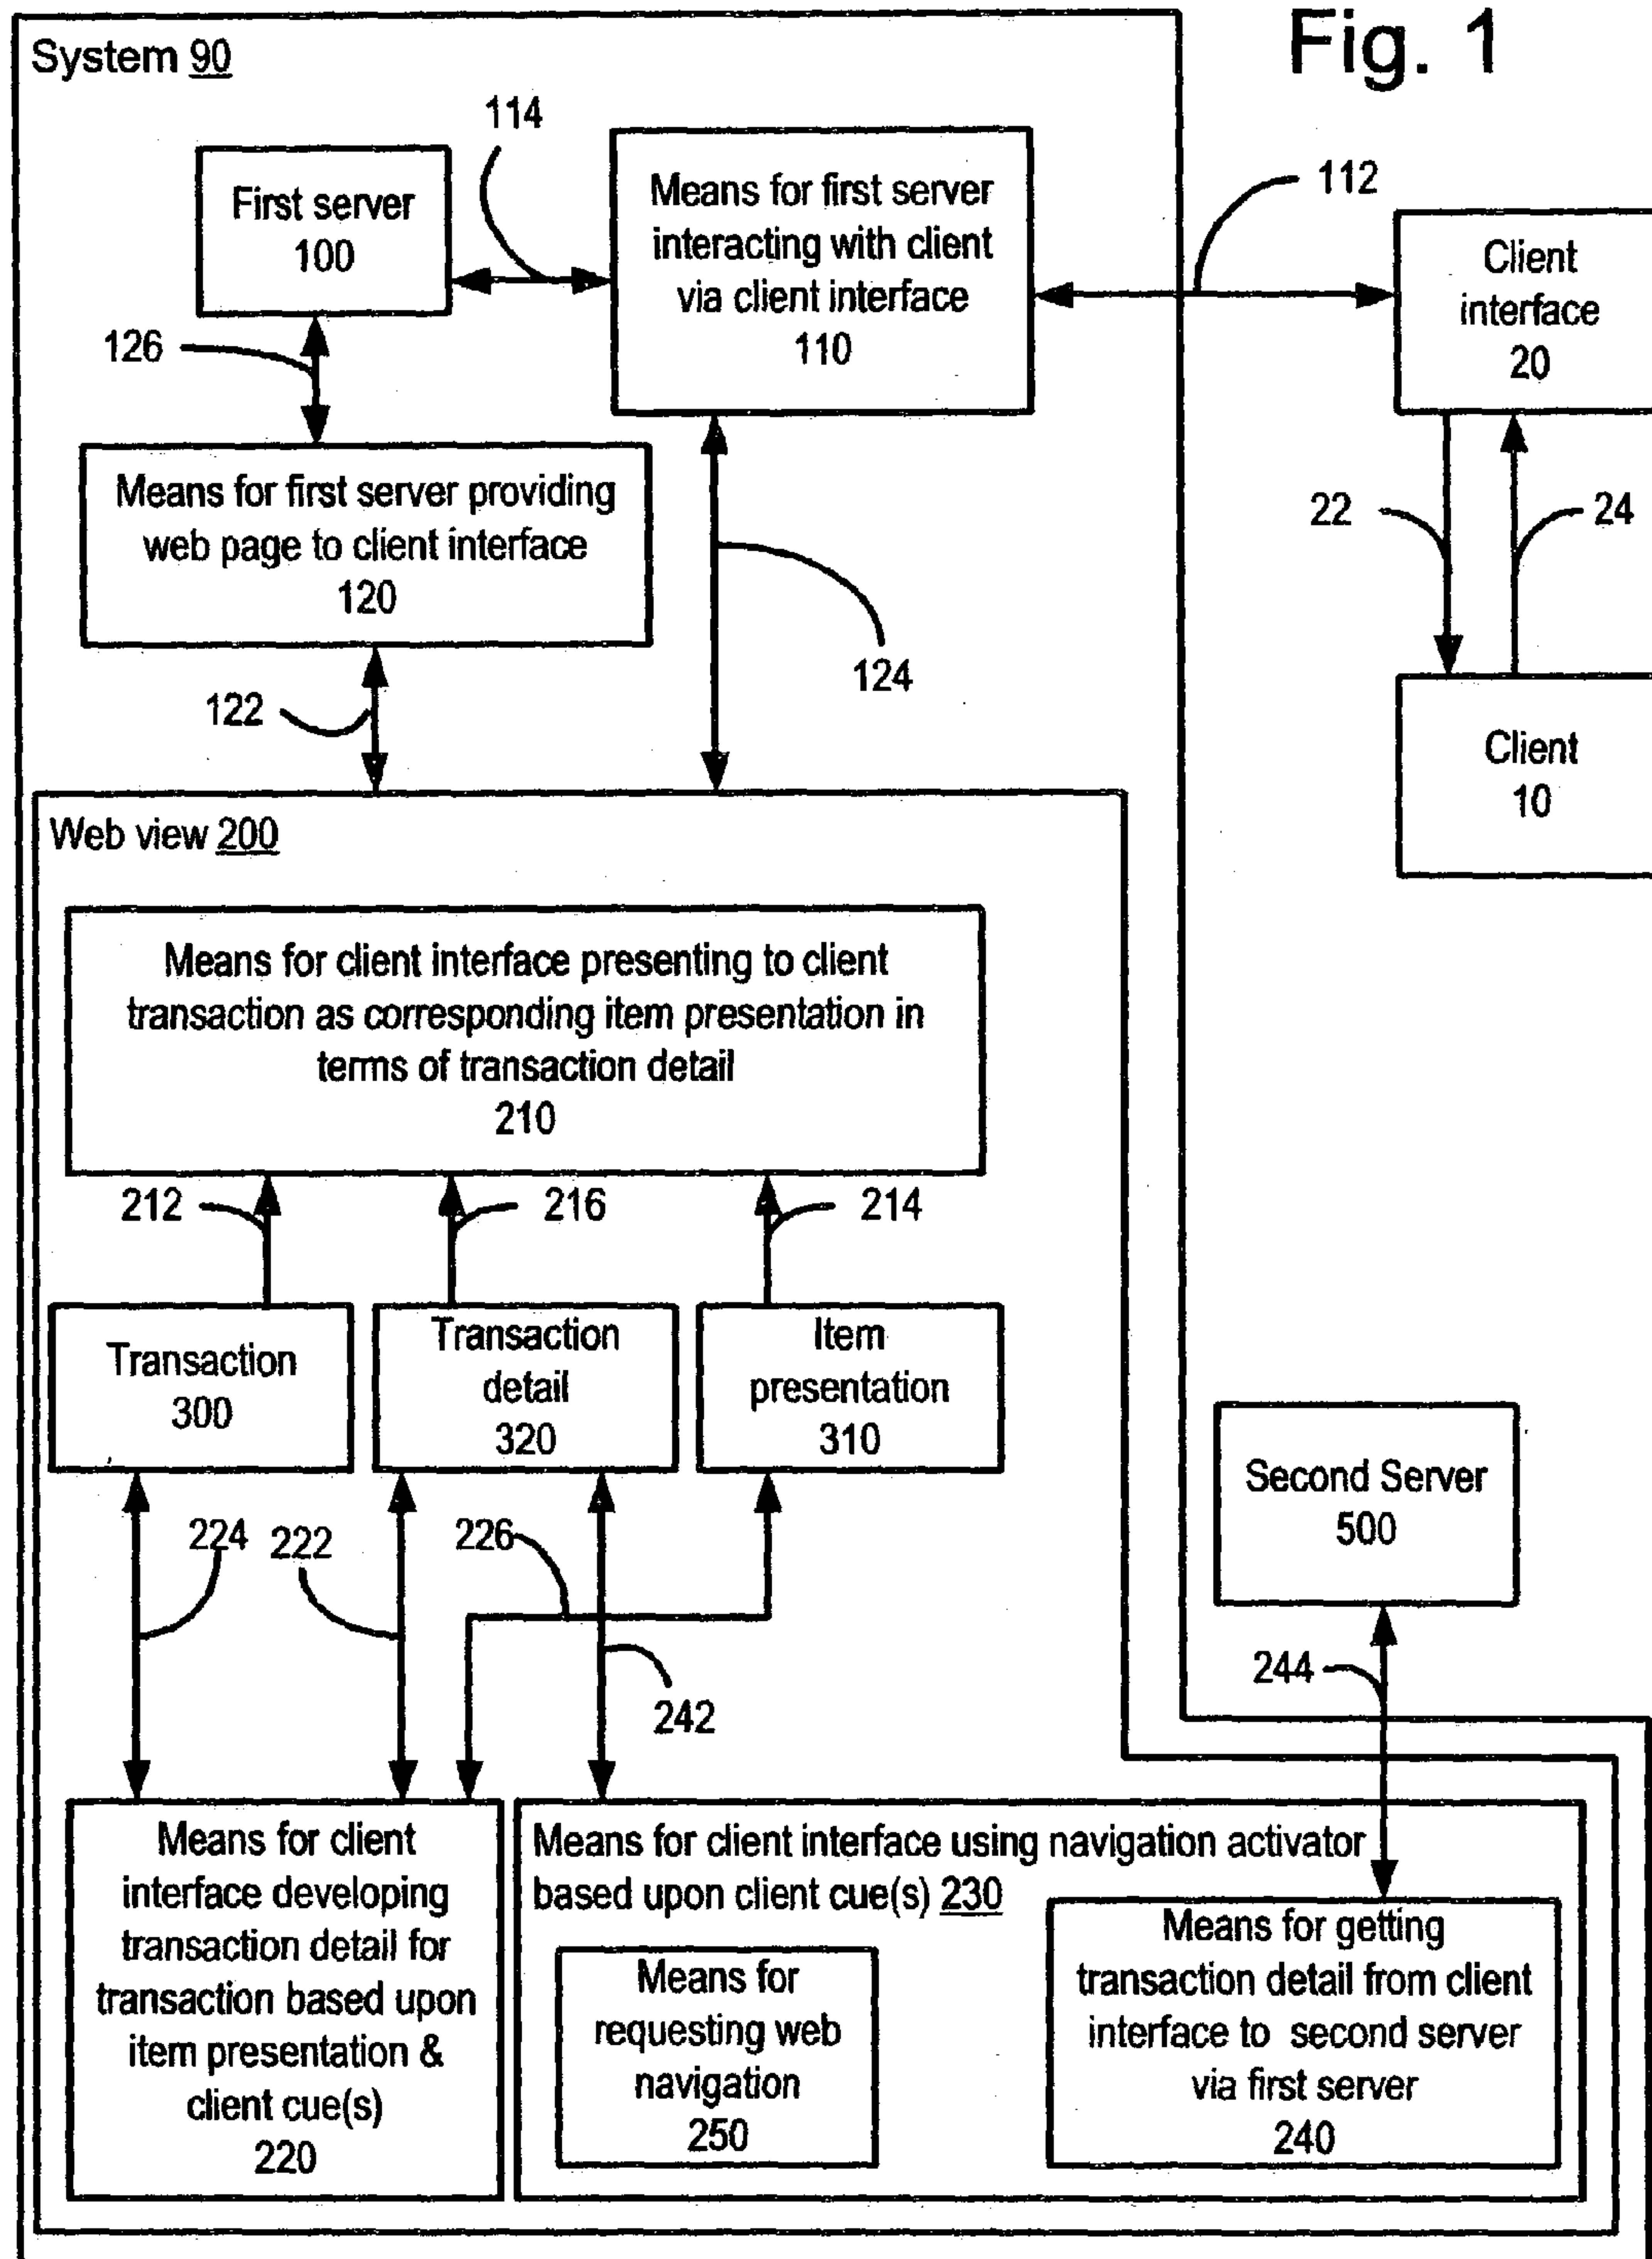 Fig. 1
System 90
114
First server
100
Means for first server
interacting with client
via client interface
110
112
Client
interface
20
126
Means for first server providing
web page to client interface
120
22
24
124
122
Client
10
Web view 200
Means for client interface presenting to client
transaction as corresponding item presentation in
terms of transaction detail
210
212
216
214
Transaction
300
Transaction
detail
320
Item
presentation
310
Second Server
500
224
222
226
244
242
Means for client
interface developing
transaction detail for
transaction based upon
item presentation &
client cue(s)
220
Means for client interface using navigation activator
based upon client cue(s) 230
Means for
requesting web
navigation
250
Means for getting
transaction detail from client
interface to second server
via first server
240